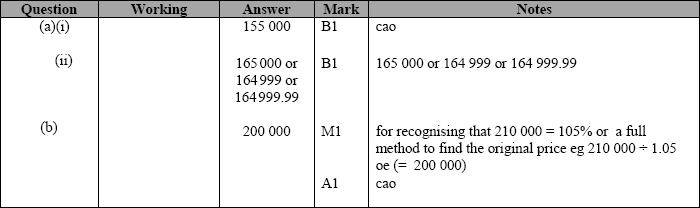 Question Working Answer Mark Notes
(a)(i) 155 000 B1 cao
(ii) 165 000 or B1 165 000 or 164 999 or 164 999.99
164 999 or
164 999.99
(b) 200 000 M1 for recognising that 210 000 = 105% or a full
method to find the original price eg 210 000 ÷ 1.05
oe (= 200 000)
A1 cao